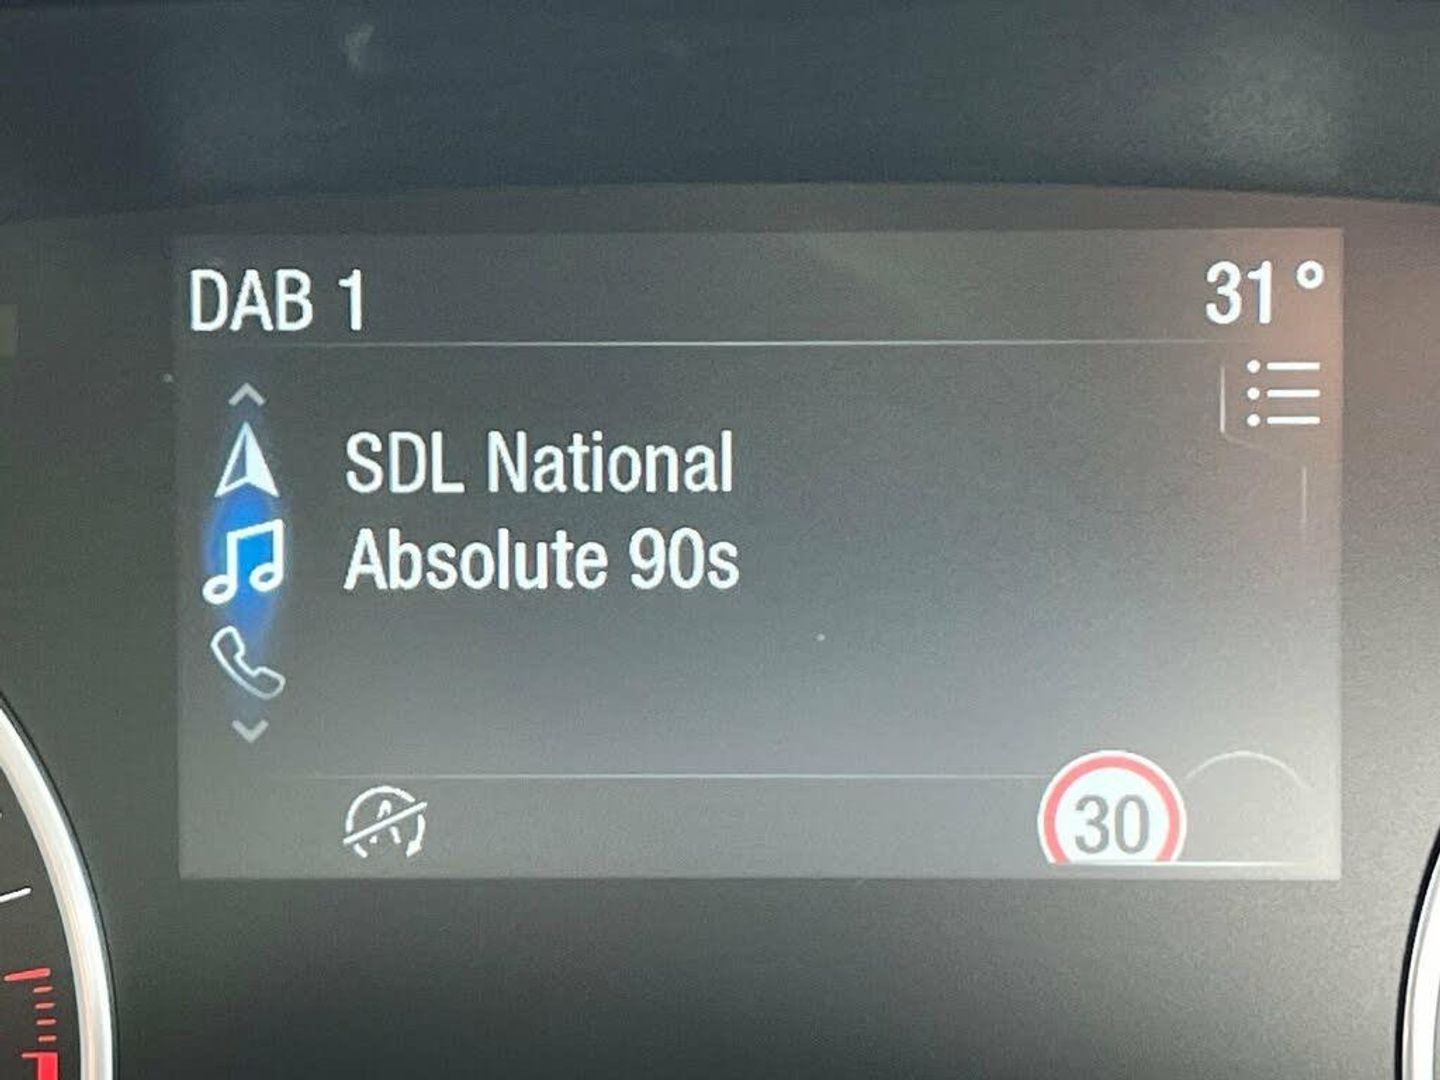 DAB 1
31°
SDL National
Absolute 90s
A
30